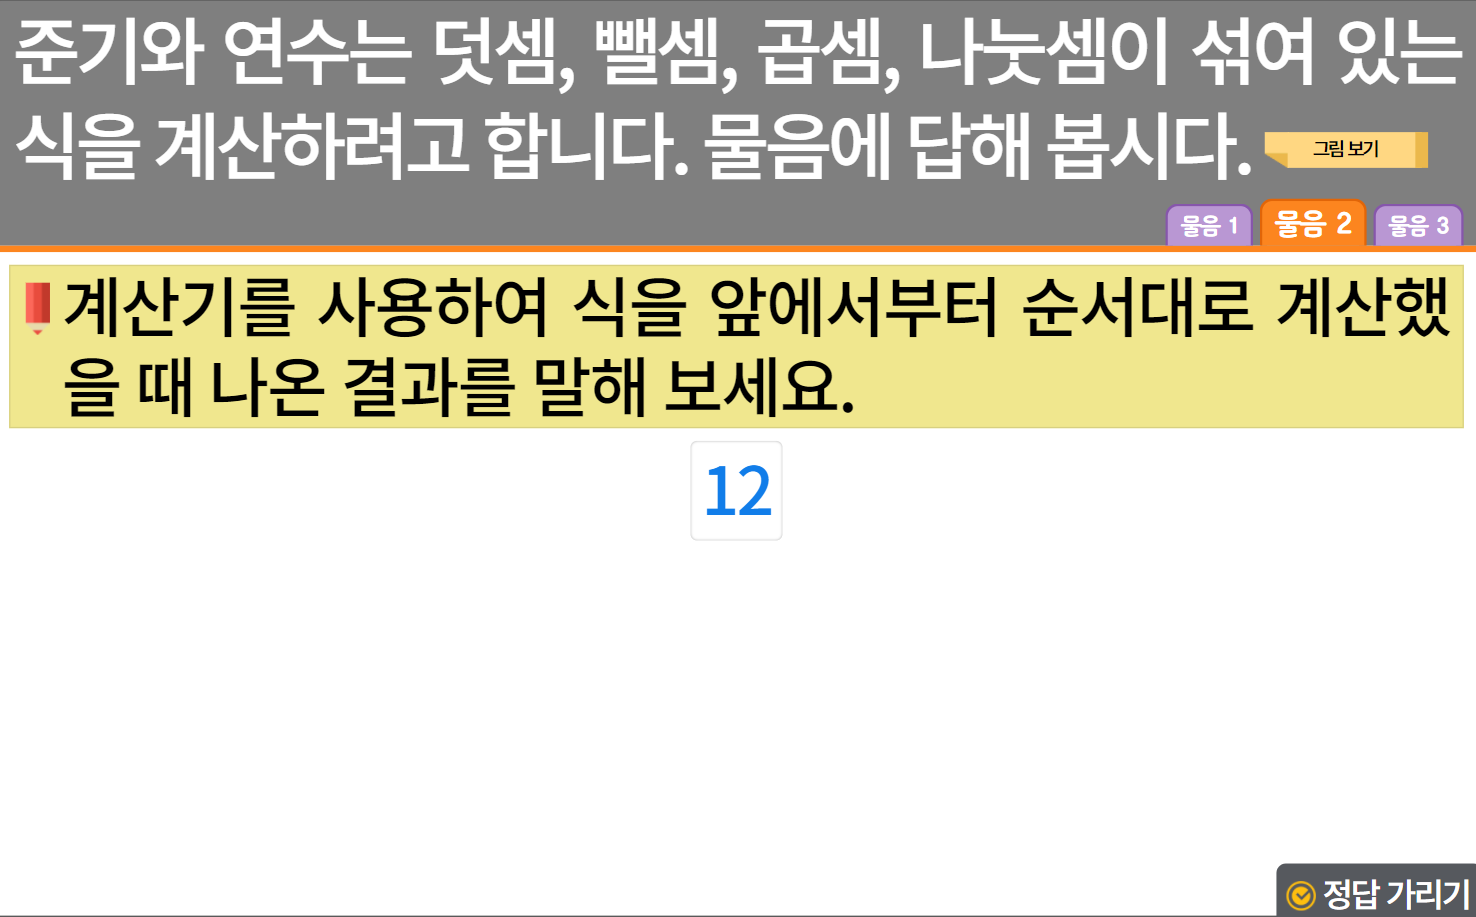 준기와 연수는 덧셈, 뺄셈, 곱셈, 나눗셈이 섞여 있는
식을 계산하려고 합니다. 물음에 답해 봅시다. 그림 보기
물음 1 물음 2 물음 3
계산기를 사용하여 식을 앞에서부터 순서대로 계산했
을 때 나온 결과를 말해 보세요.
12
정답 가리기